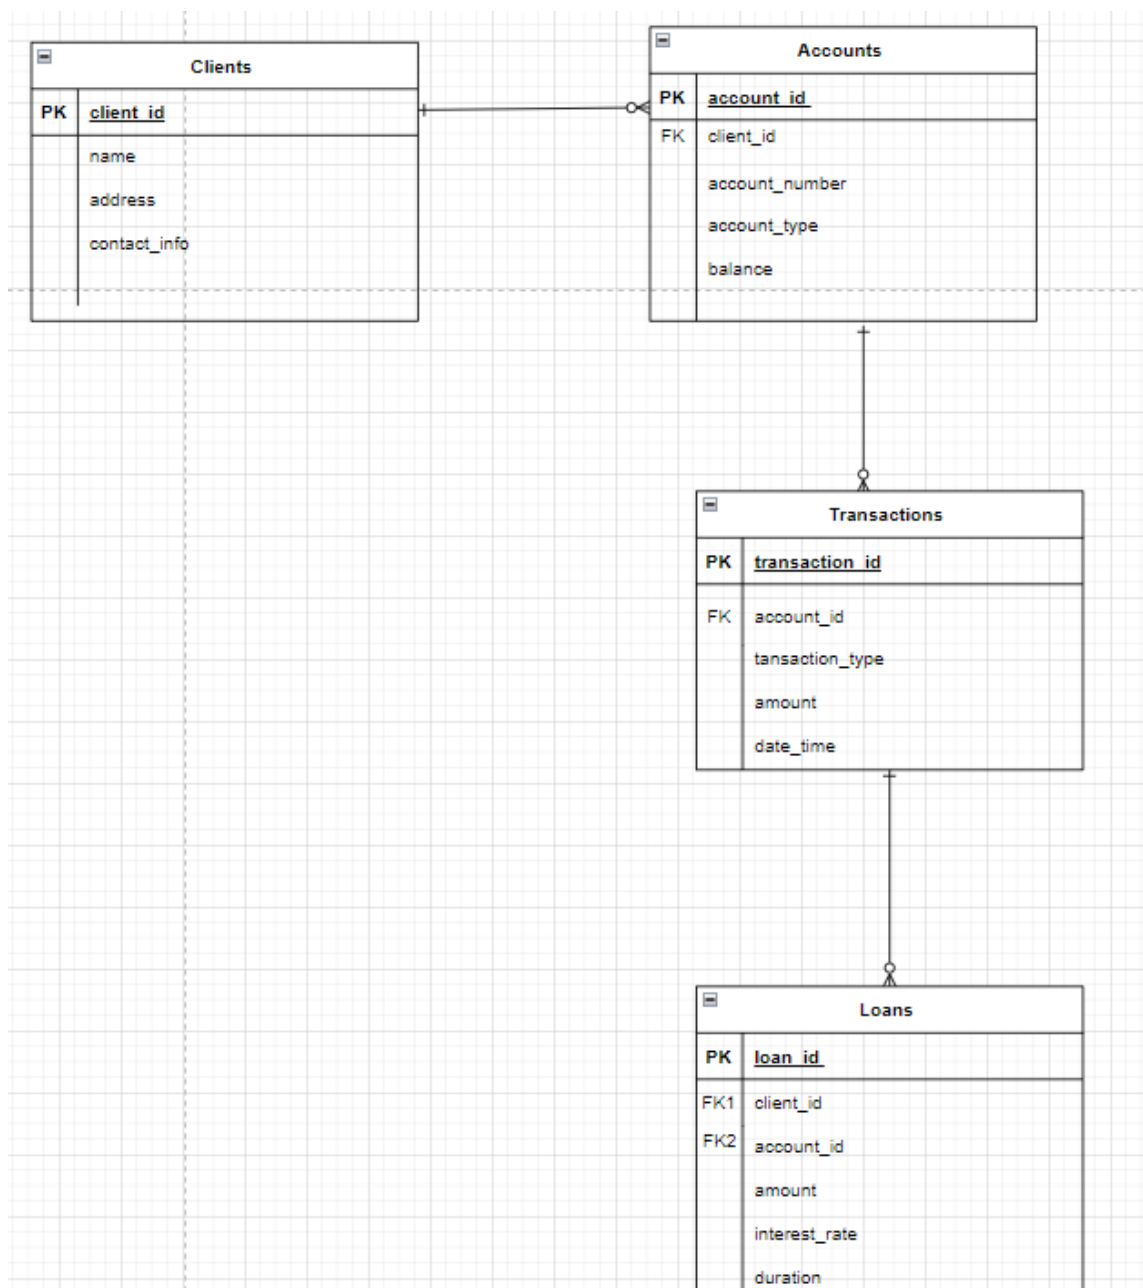 Clients
PK client_id
name
address
contact_info
Accounts
PK account_id
FK client_id
account_number
account_type
balance
Transactions
PK transaction_id
FK account_id
tansaction_type
amount
date_time
Loans
PK loan_id
FK1 client_id
FK2 account_id
amount
interest_rate
duration